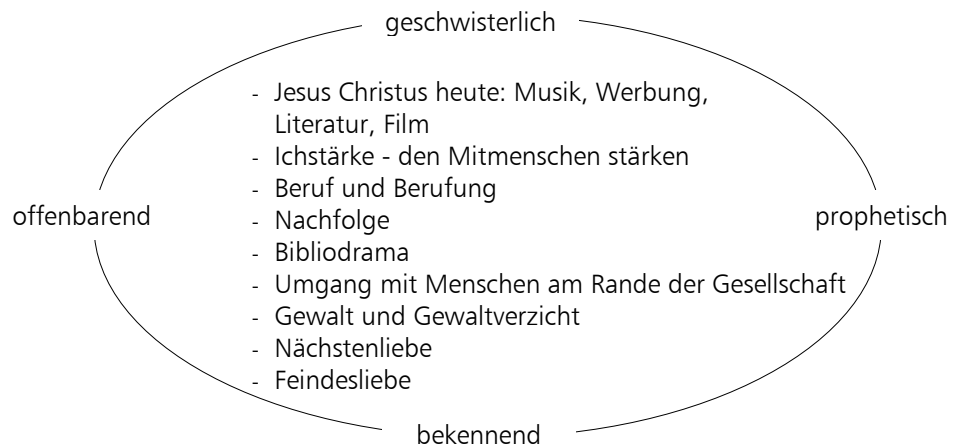 geschwisterlich
- Jesus Christus heute: Musik, Werbung,
Literatur, Film
- Ichstärke - den Mitmenschen stärken
- Beruf und Berufung
offenbarend
- Nachfolge
prophetisch
- Bibliodrama
- Umgang mit Menschen am Rande der Gesellschaft
- Gewalt und Gewaltverzicht
- Nächstenliebe
- Feindesliebe
bekennend